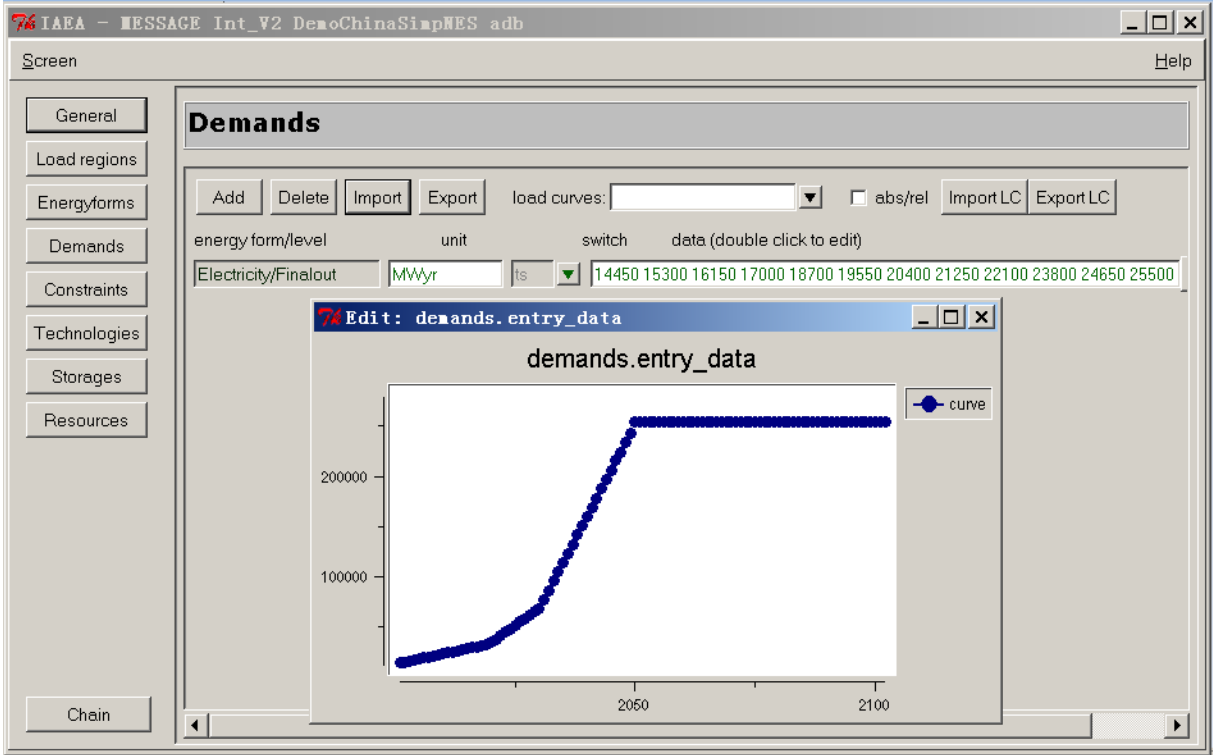 IAEA - MESSAGE Int_V2 DemoChinaSimpNES adb
Screen Help
General
Load regions
Energyforms
Demands
Constraints
Technologies
Storages
Resources
Chain
Demands
Add Delete Import Export load curves: abs/rel Import LC Export LC
energy form/level unit switch data (double click to edit)
Electricity/Finalout MWyr ts 14450 15300 16150 17000 18700 19550 20400 21250 22100 23800 24650 25500
Edit: demands.entry_data
demands.entry_data
curve
200000
100000
2050 2100